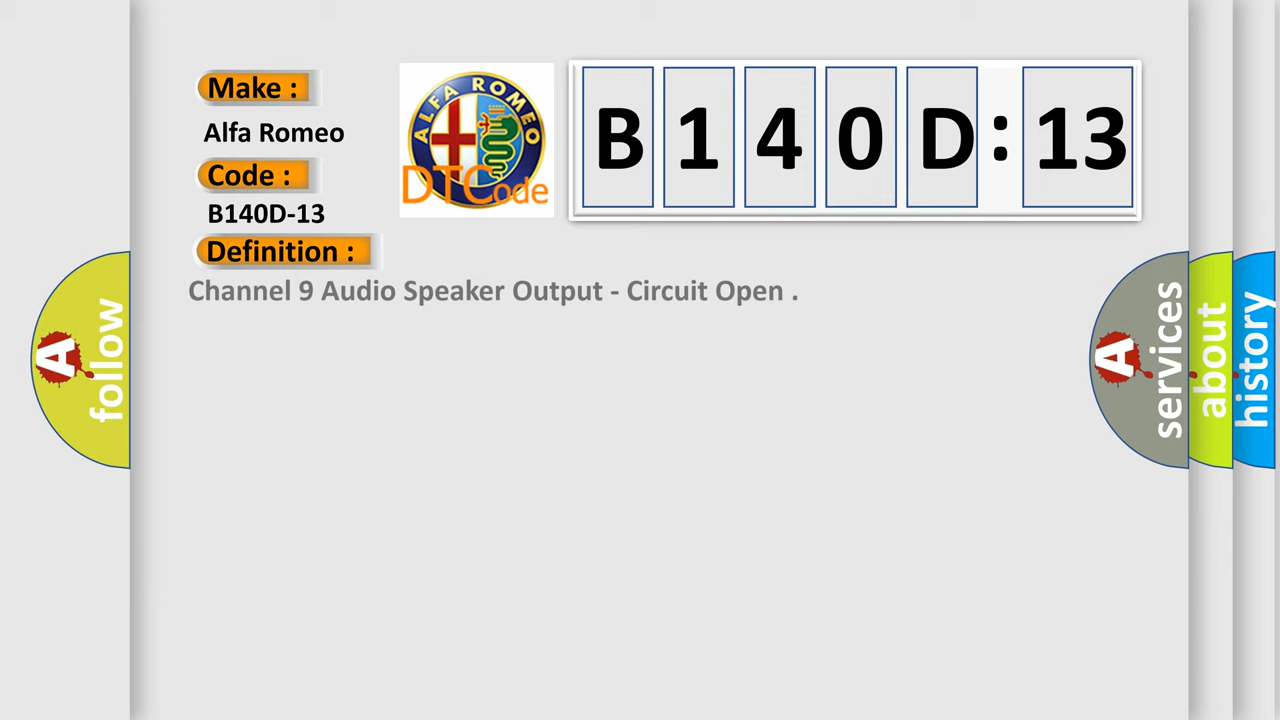 Make :
Alfa Romeo
Code :
B140D-13
Definition :
Channel 9 Audio Speaker Output - Circuit Open .
ALFA ROMEO
DTCode
B 1 4 0 D : 13
A follow
A services
about
history